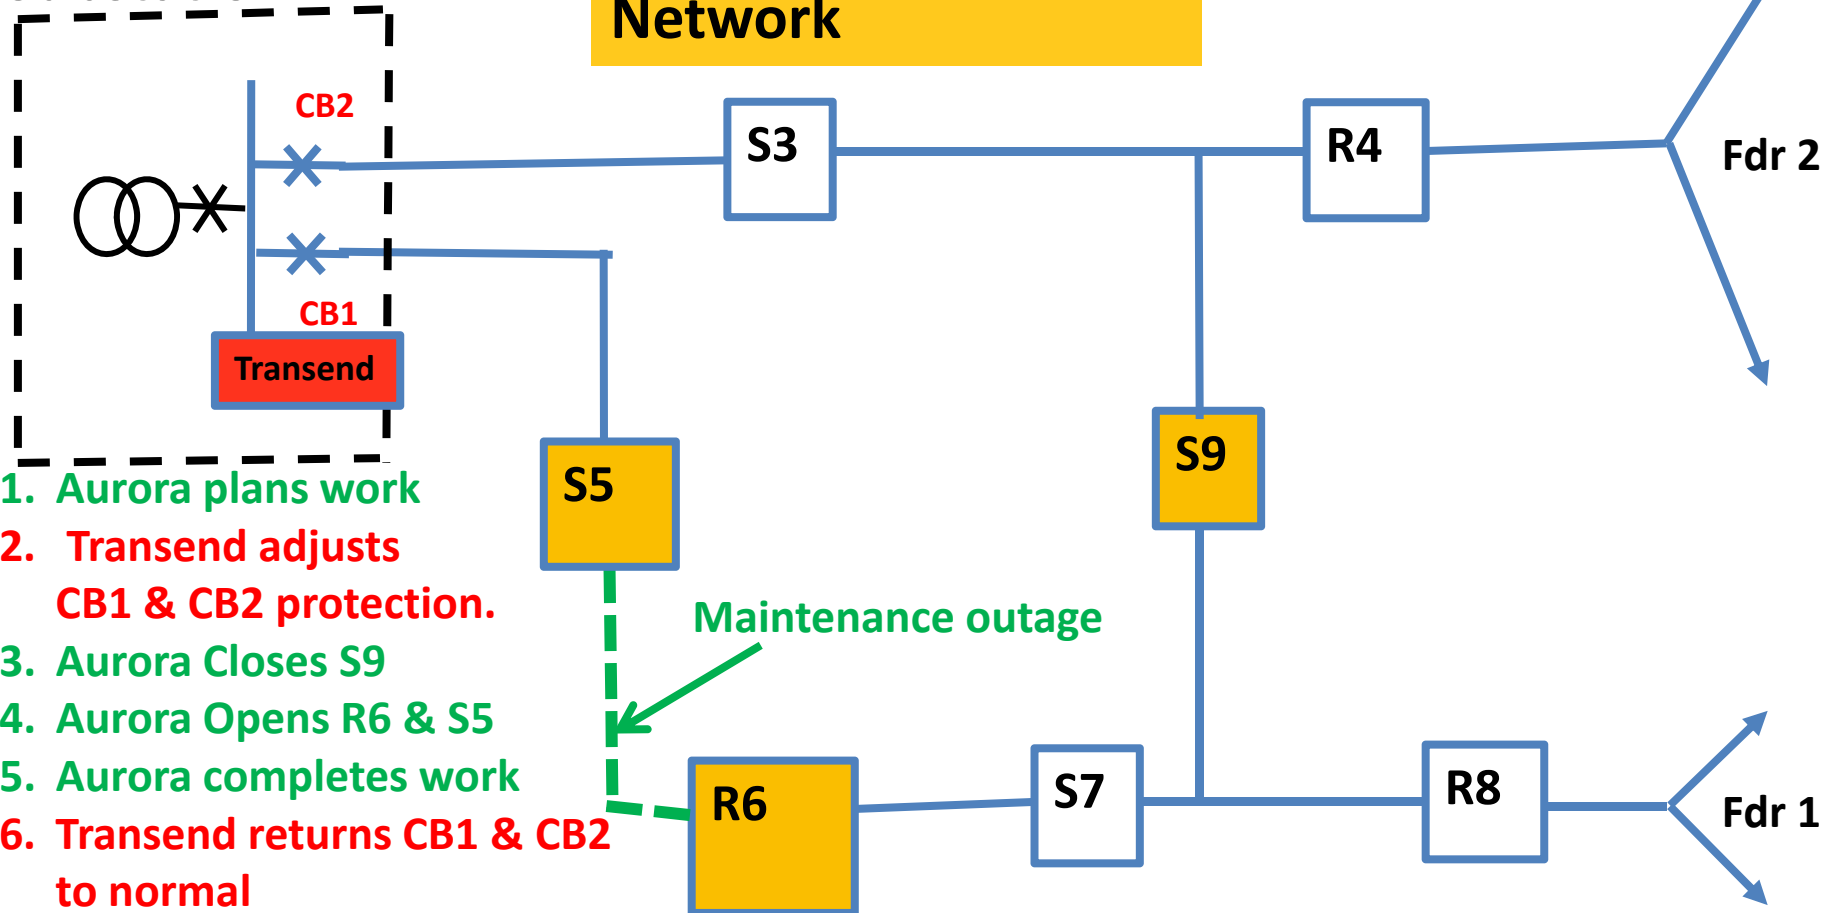 Network
CB2
S3
R4
Fdr 2
CB1
Transend
S9
S5
1. Aurora plans work
2. Transend adjusts
CB1 & CB2 protection.
Maintenance outage
3. Aurora Closes S9
4. Aurora Opens R6 & S5
5. Aurora completes work
6. Transend returns CB1 & CB2
to normal
R6
S7
R8
Fdr 1